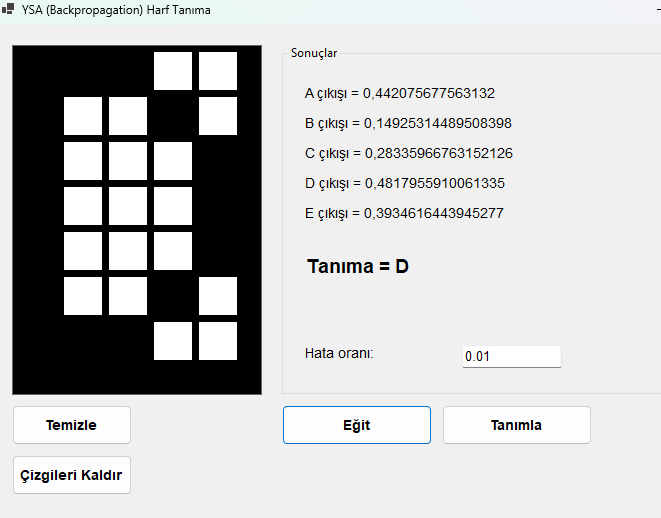 YSA (Backpropagation) Harf Tanıma
Sonuçlar
A çıkışı = 0,442075677563132
B çıkışı = 0,14925314489508398
C çıkışı = 0,28335966763152126
D çıkışı = 0,4817955910061335
E çıkışı = 0,3934616443945277
Tanıma = D
Hata oranı:
0.01
Temizle
Eğit
Tanımla
Çizgileri Kaldır